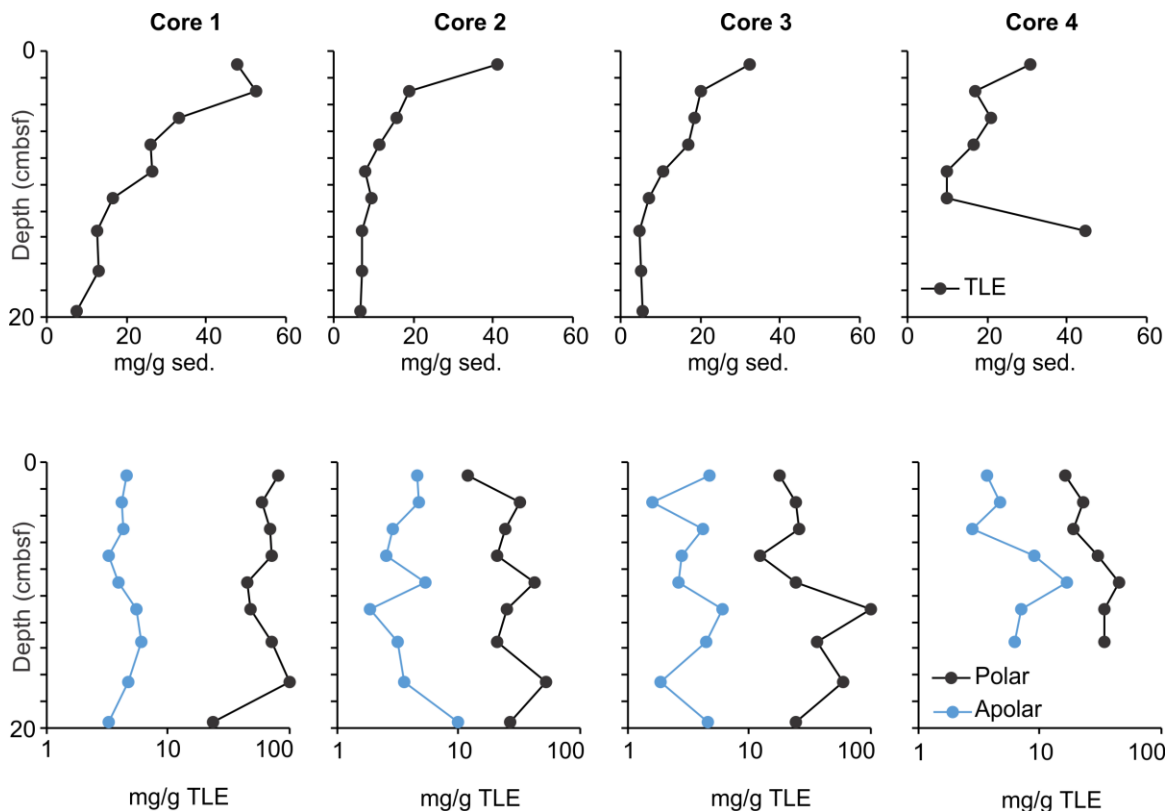 Core 1 Core 2 Core 3 Core 4
0
Depth (cmbsf)
20
TLE
0 20 40 60 0 20 40 60 0 20 40 60 0 20 40 60
mg/g sed. mg/g sed. mg/g sed. mg/g sed.
0
Depth (cmbsf)
Polar
Apolar
20
1 10 100 1 10 100 1 10 100 1 10 100
mg/g TLE mg/g TLE mg/g TLE mg/g TLE